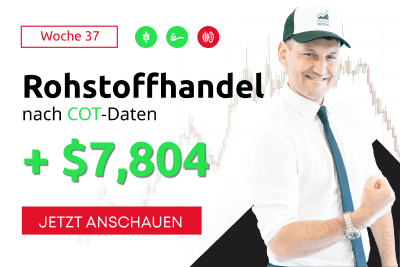 Woche 37
Rohstoffhandel
nach COT-Daten
+ $7,804
JETZT ANSCHAUEN